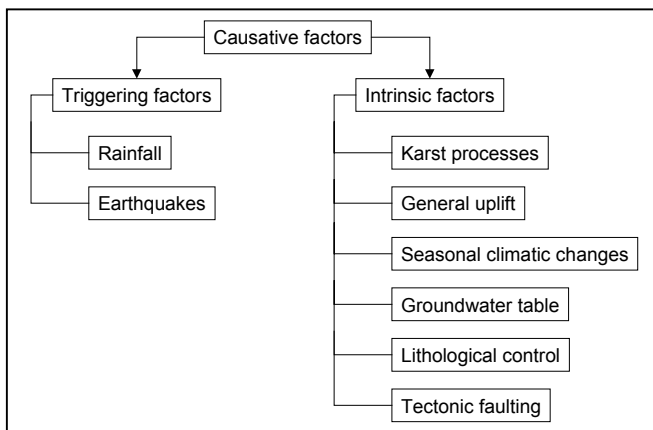 Causative factors
Triggering factors
Rainfall
Earthquakes
Intrinsic factors
Karst processes
General uplift
Seasonal climatic changes
Groundwater table
Lithological control
Tectonic faulting